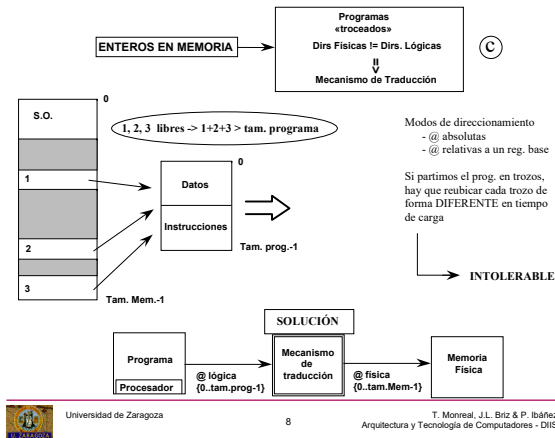 Programas
«troceados»
ENTEROS EN MEMORIA
Dirs Físicas != Dirs. Lógicas
=>
Mecanismo de Traducción
C
0
S.O.
1, 2, 3 libres -> 1+2+3 > tam. programa
1
2
3
Tam. Mem.-1
0
Datos
Instrucciones
Tam. prog.-1
Modos de direccionamiento
- @ absolutas
- @ relativas a un reg. base
Si partimos el prog. en trozos,
hay que reubicar cada trozo de
forma DIFERENTE en tiempo
de carga
INTOLERABLE
SOLUCIÓN
Programa
Procesador
@ lógica
{0..tam.prog-1}
Mecanismo
de
traducción
@ física
{0..tam.Mem-1}
Memoria
Física
Universidad de Zaragoza
8
T. Monreal, J.L. Briz & P. Ibáñez
Arquitectura y Tecnología de Computadores - DIIS